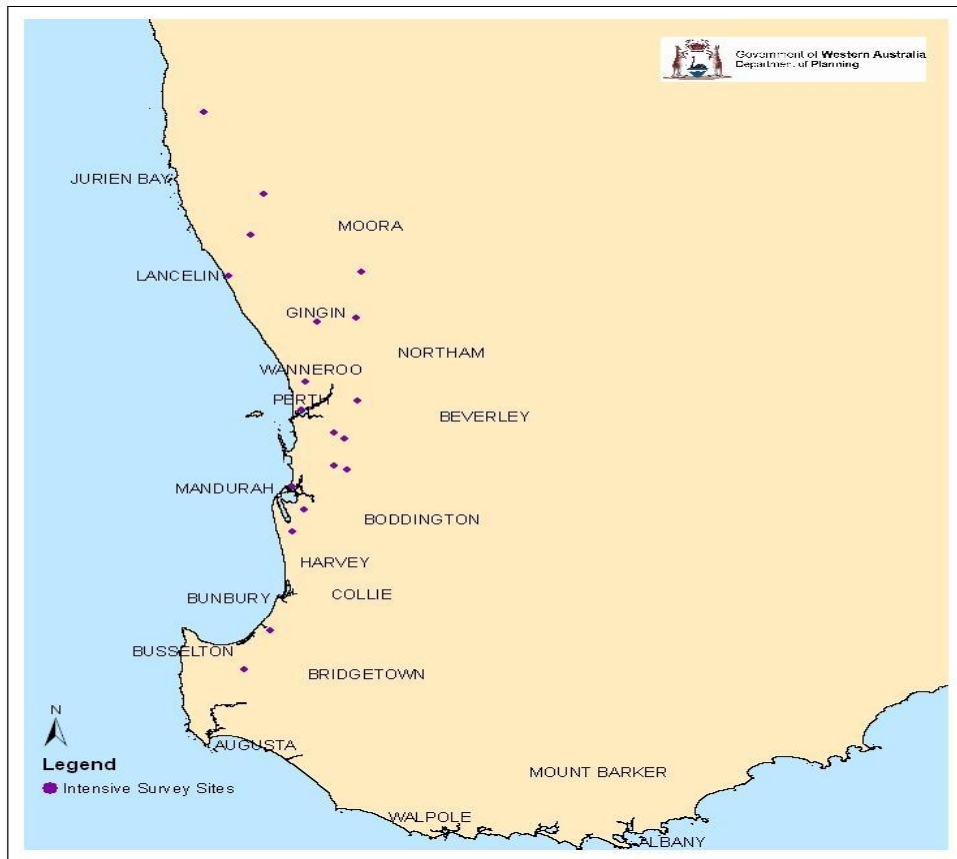 Government of Western Australia
Department of Planning
JURIEN BAY
MOORA
LANCELIN
GINGIN
NORTHAM
WANNEROO
PERTH
BEVERLEY
MANDURAH
BODDINGTON
HARVEY
BUNBURY
COLLIE
BUSSELTON
BRIDGETOWN
N
AUGUSTA
Legend
MOUNT BARKER
Intensive Survey Sites
WALPOLE
ALBANY